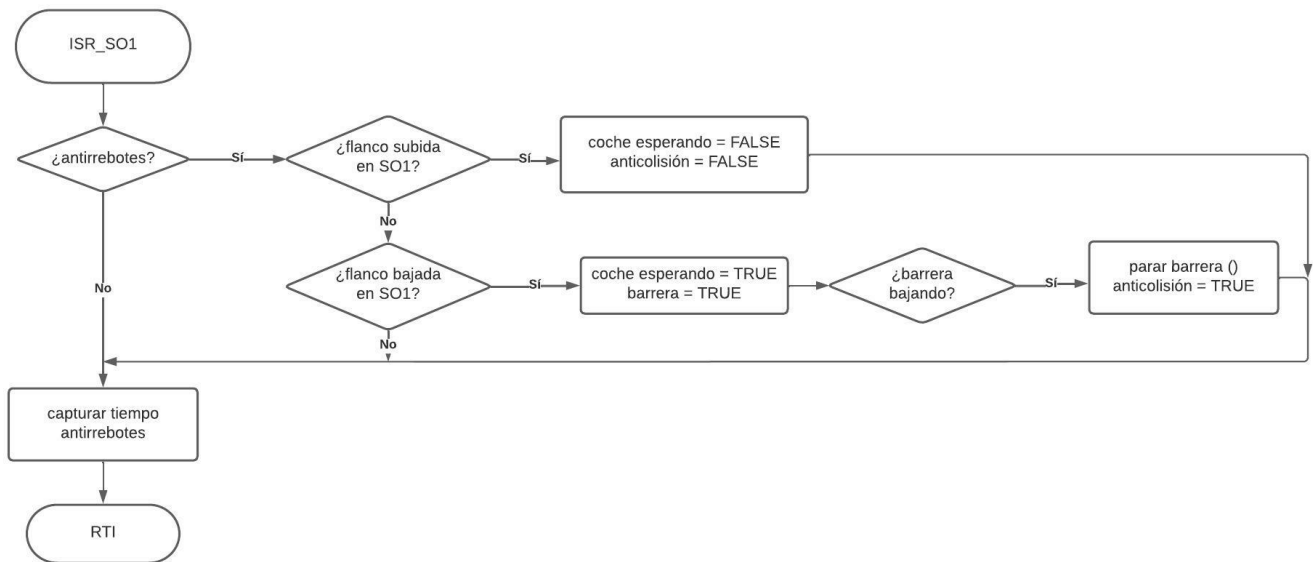 ISR_SO1
¿antirrebotes?
Sí
¿flanco subida
en SO1?
Sí
coche esperando = FALSE
anticolisión = FALSE
No
No
¿flanco bajada
en SO1?
Sí
coche esperando = TRUE
barrera = TRUE
¿barrera
bajando?
Sí
parar barrera ()
anticolisión = TRUE
No
capturar tiempo
antirrebotes
RTI